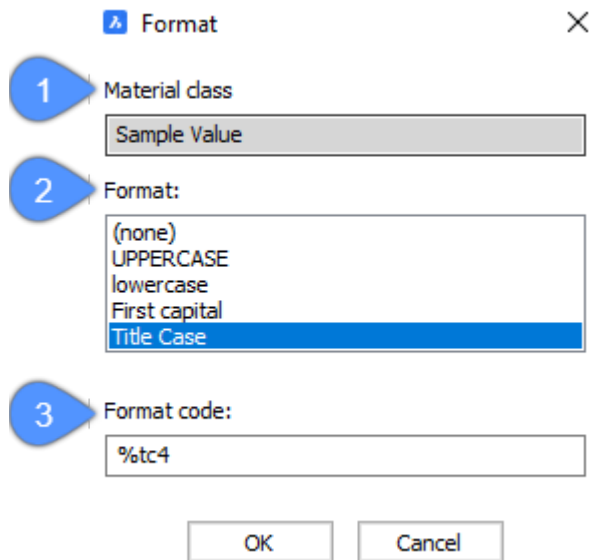 Format
1
Material class
Sample Value
2
Format:
(none)
UPPERCASE
lowercase
First capital
Title Case
3
Format code:
%tc4
OK Cancel